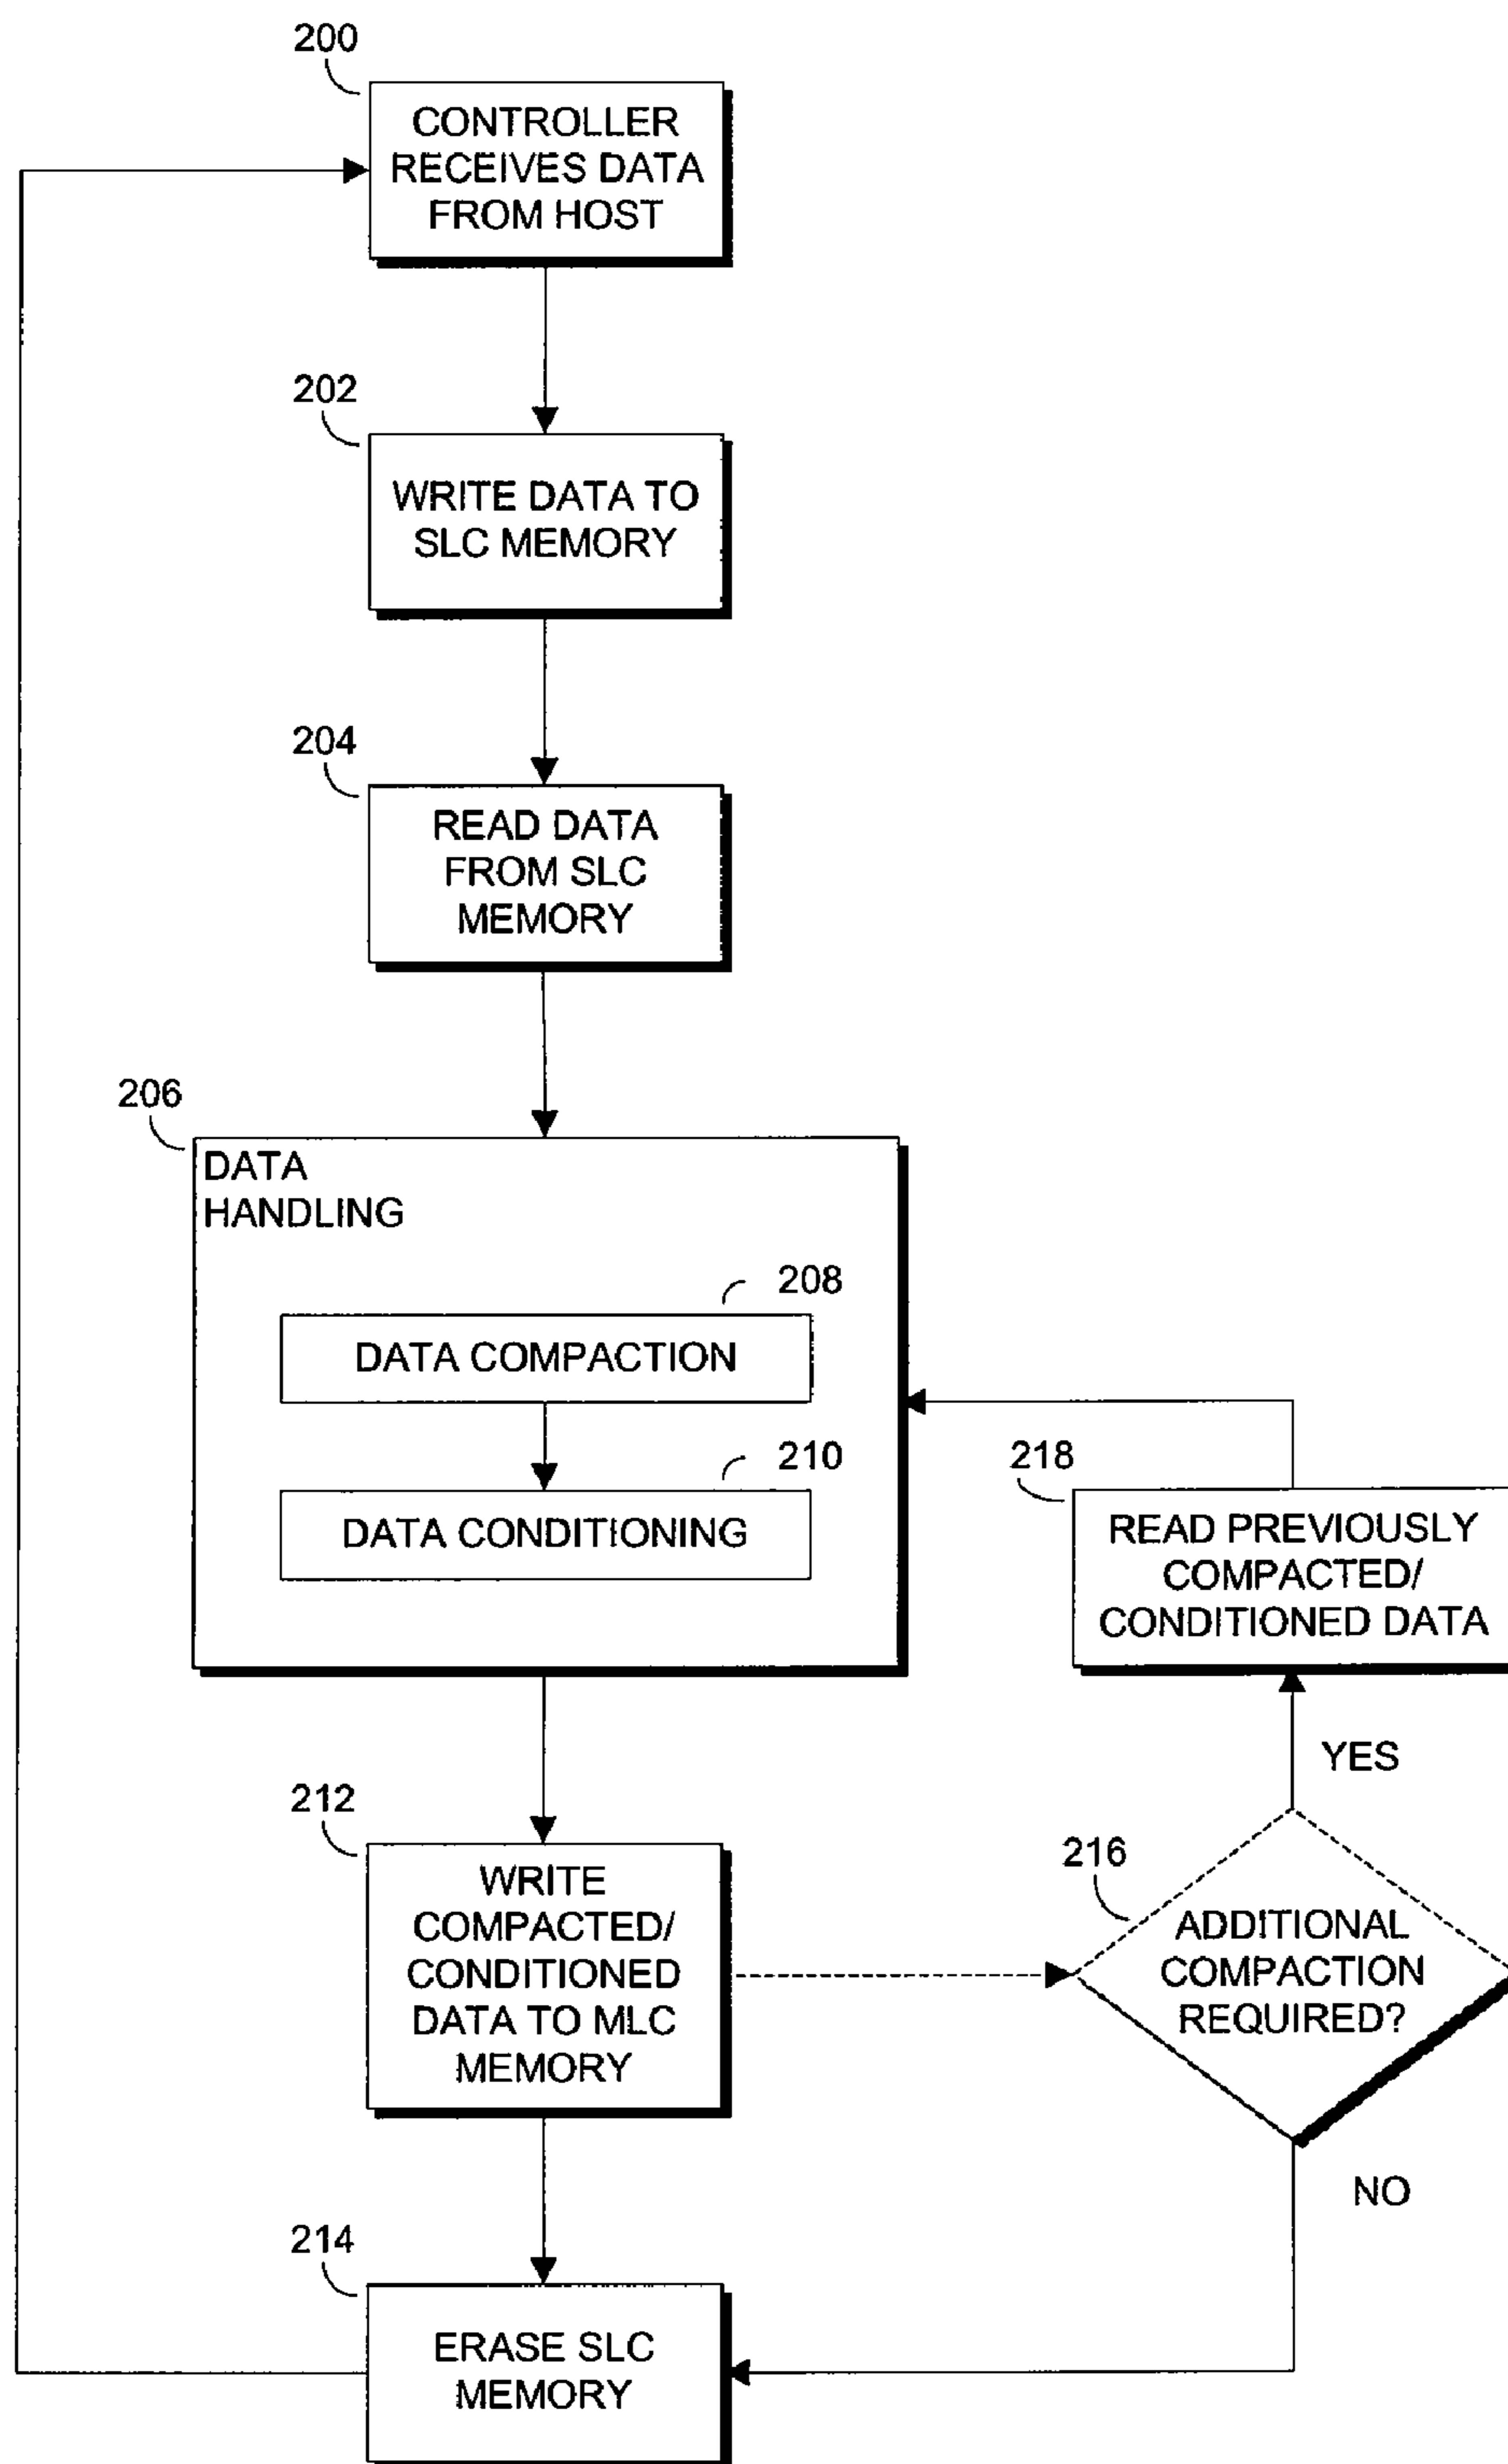 200
CONTROLLER
RECEIVES DATA
FROM HOST
202
WRITE DATA TO
SLC MEMORY
204
READ DATA
FROM SLC
MEMORY
206
DATA
HANDLING
208
DATA COMPACTION
210
DATA CONDITIONING
218
READ PREVIOUSLY
COMPACTED/
CONDITIONED DATA
YES
212
WRITE
COMPACTED/
CONDITIONED
DATA TO MLC
MEMORY
216
ADDITIONAL
COMPACTION
REQUIRED?
NO
214
ERASE SLC
MEMORY